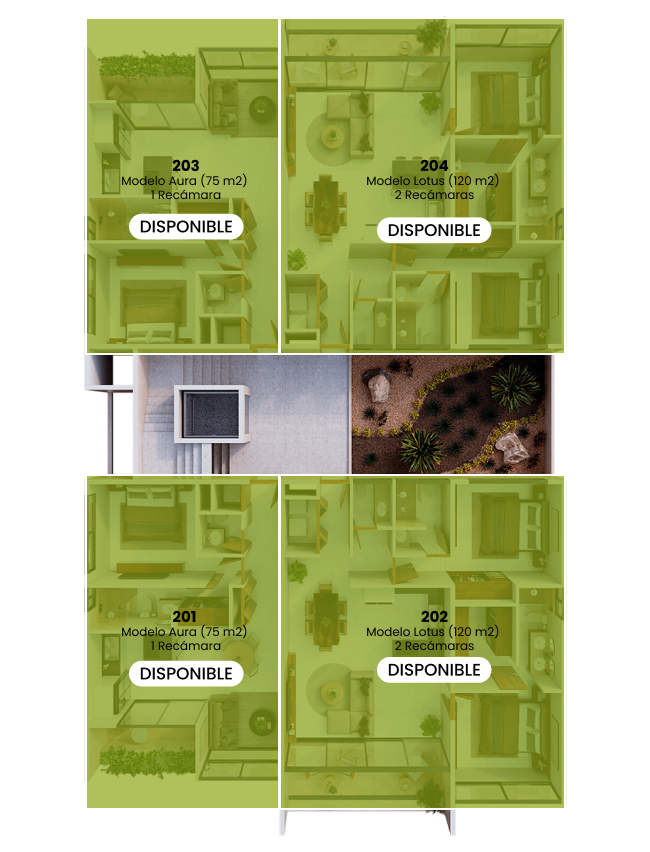 203
Modelo Aura (75 m2)
1 Recámara
DISPONIBLE
204
Modelo Lotus (120 m2)
2 Recámaras
DISPONIBLE
201
Modelo Aura (75 m2)
1 Recámara
DISPONIBLE
202
Modelo Lotus (120 m2)
2 Recámaras
DISPONIBLE